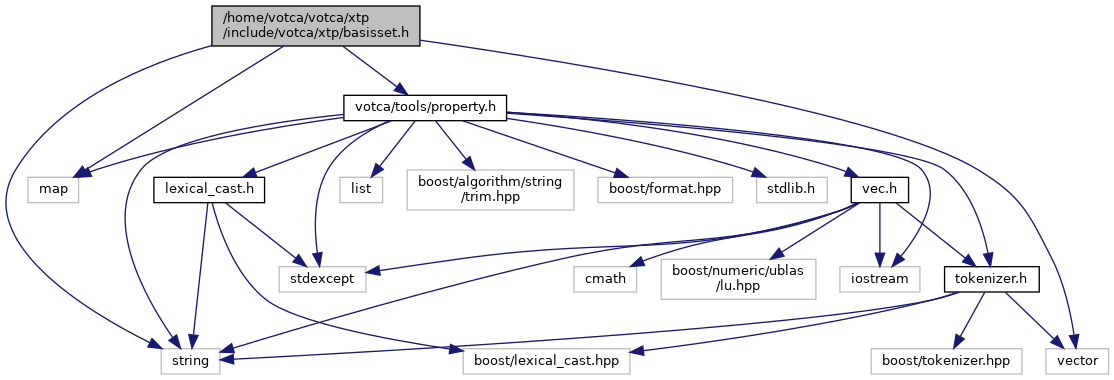 /home/votca/votca/xtp
/include/votca/xtp/basisset.h
votca/tools/property.h
map
lexical_cast.h
list
boost/algorithm/string
/trim.hpp
boost/format.hpp
stdlib.h
vec.h
stdexcept
cmath
boost/numeric/ublas
/lu.hpp
iostream
tokenizer.h
string
boost/lexical_cast.hpp
boost/tokenizer.hpp
vector